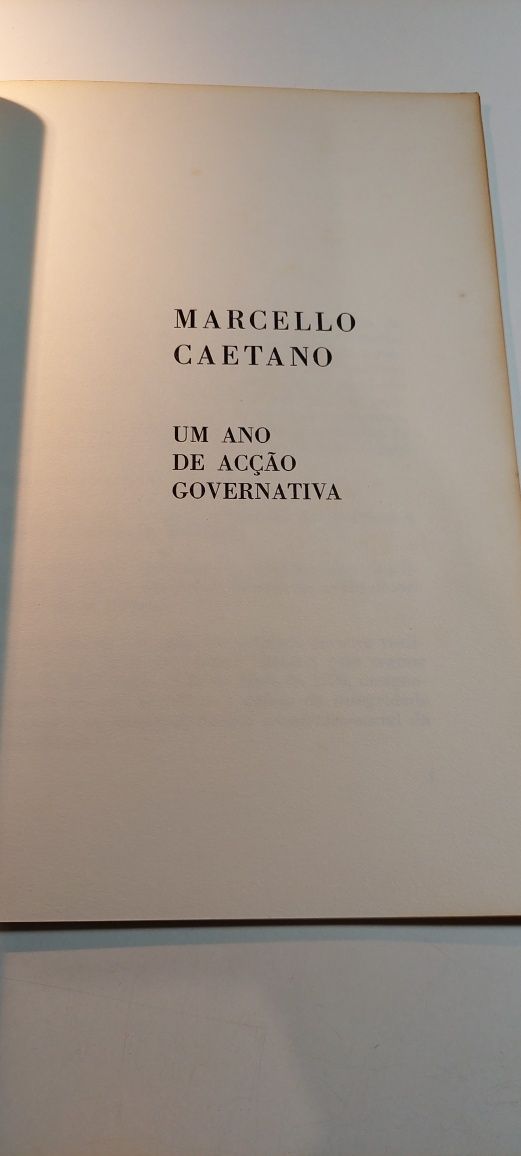 MARCELLO
CAETANO
UM ANO
DE ACÇÃO
GOVERNATIVA